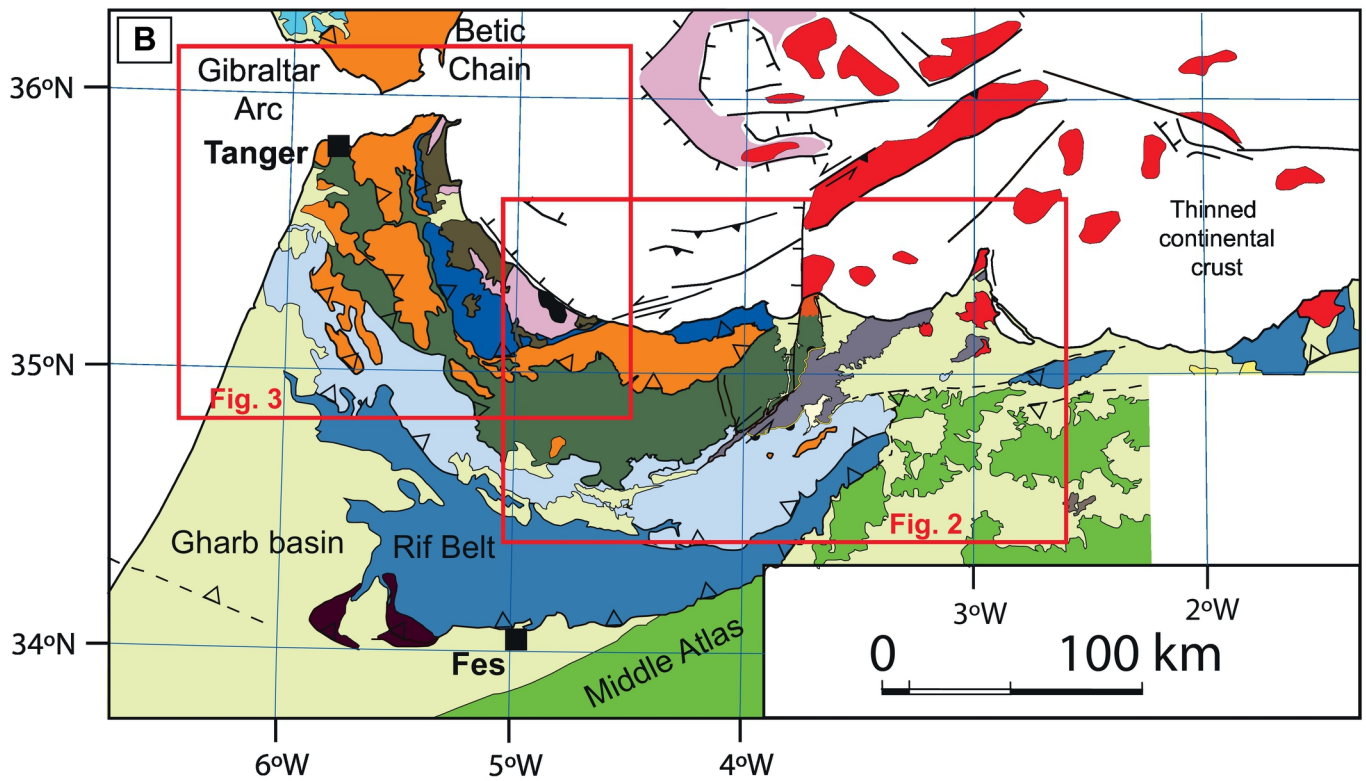 B
Betic
Chain
Gibraltar
Arc
36ºN
Tanger
Thinned
continental
crust
35ºN
Fig. 3
Fig. 2
Gharb basin
Rif Belt
3ºW
2ºW
34ºN
Fes
Middle Atlas
0
100 km
6ºW
5ºW
4ºW